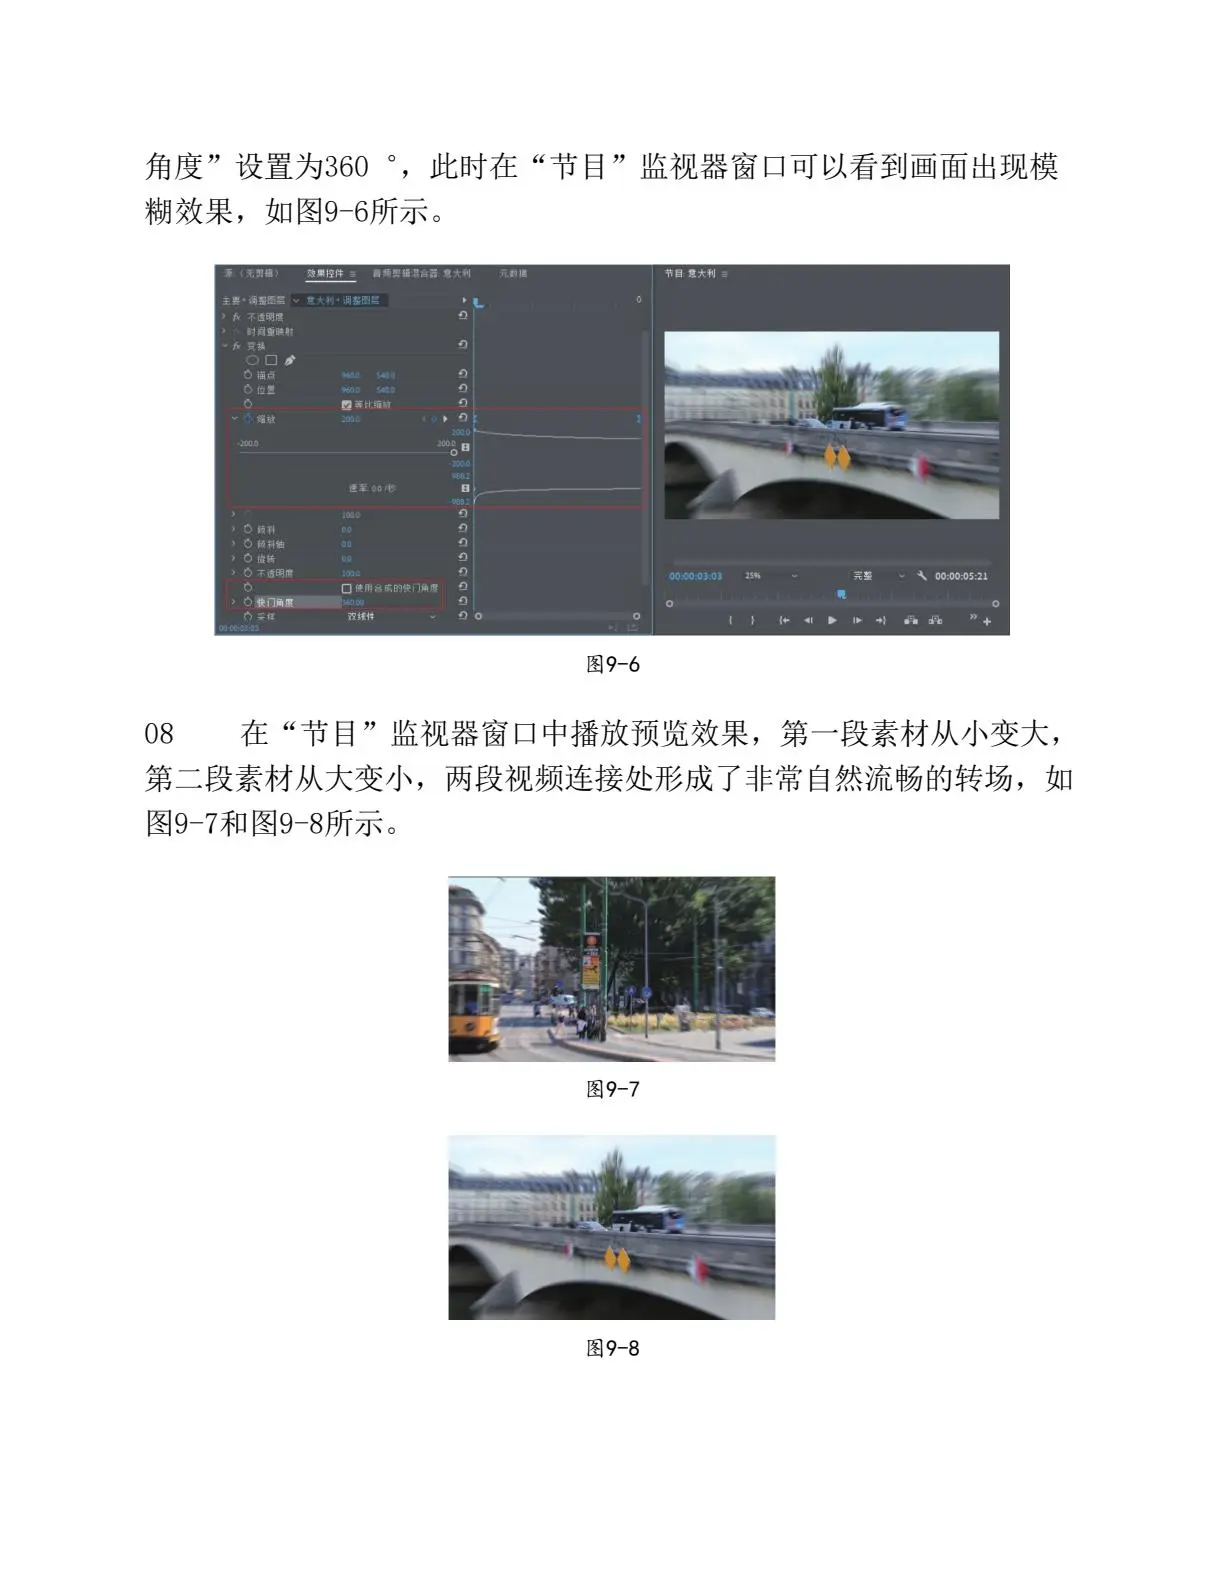 角度”设置为360 °，此时在“节目”监视器窗口可以看到画面出现模
糊效果，如图9-6所示。
源:（无剪辑） 效果控件 音频剪辑混合器: 意大利 元数据
主要*调整图层 意大利*调整图层
0
fx 不透明度
时间重映射
fx 变换
锚点 960.0 540.0
位置 960.0 540.0
等比缩放
缩放 200.0
200.0
-200.0 200.0
-200.0
988.2
速率: 0.0 /秒
-988.2
100.0
倾斜 0.0
倾斜轴 0.0
旋转 0.0
不透明度 100.0
使用合成的快门角度
快门角度 360.00
采样 双线性
00:00:03:03
节目: 意大利
00:00:03:03 25% 完整 00:00:05:21
图9-6
08 在“节目”监视器窗口中播放预览效果，第一段素材从小变大，
第二段素材从大变小，两段视频连接处形成了非常自然流畅的转场，如
图9-7和图9-8所示。
图9-7
图9-8